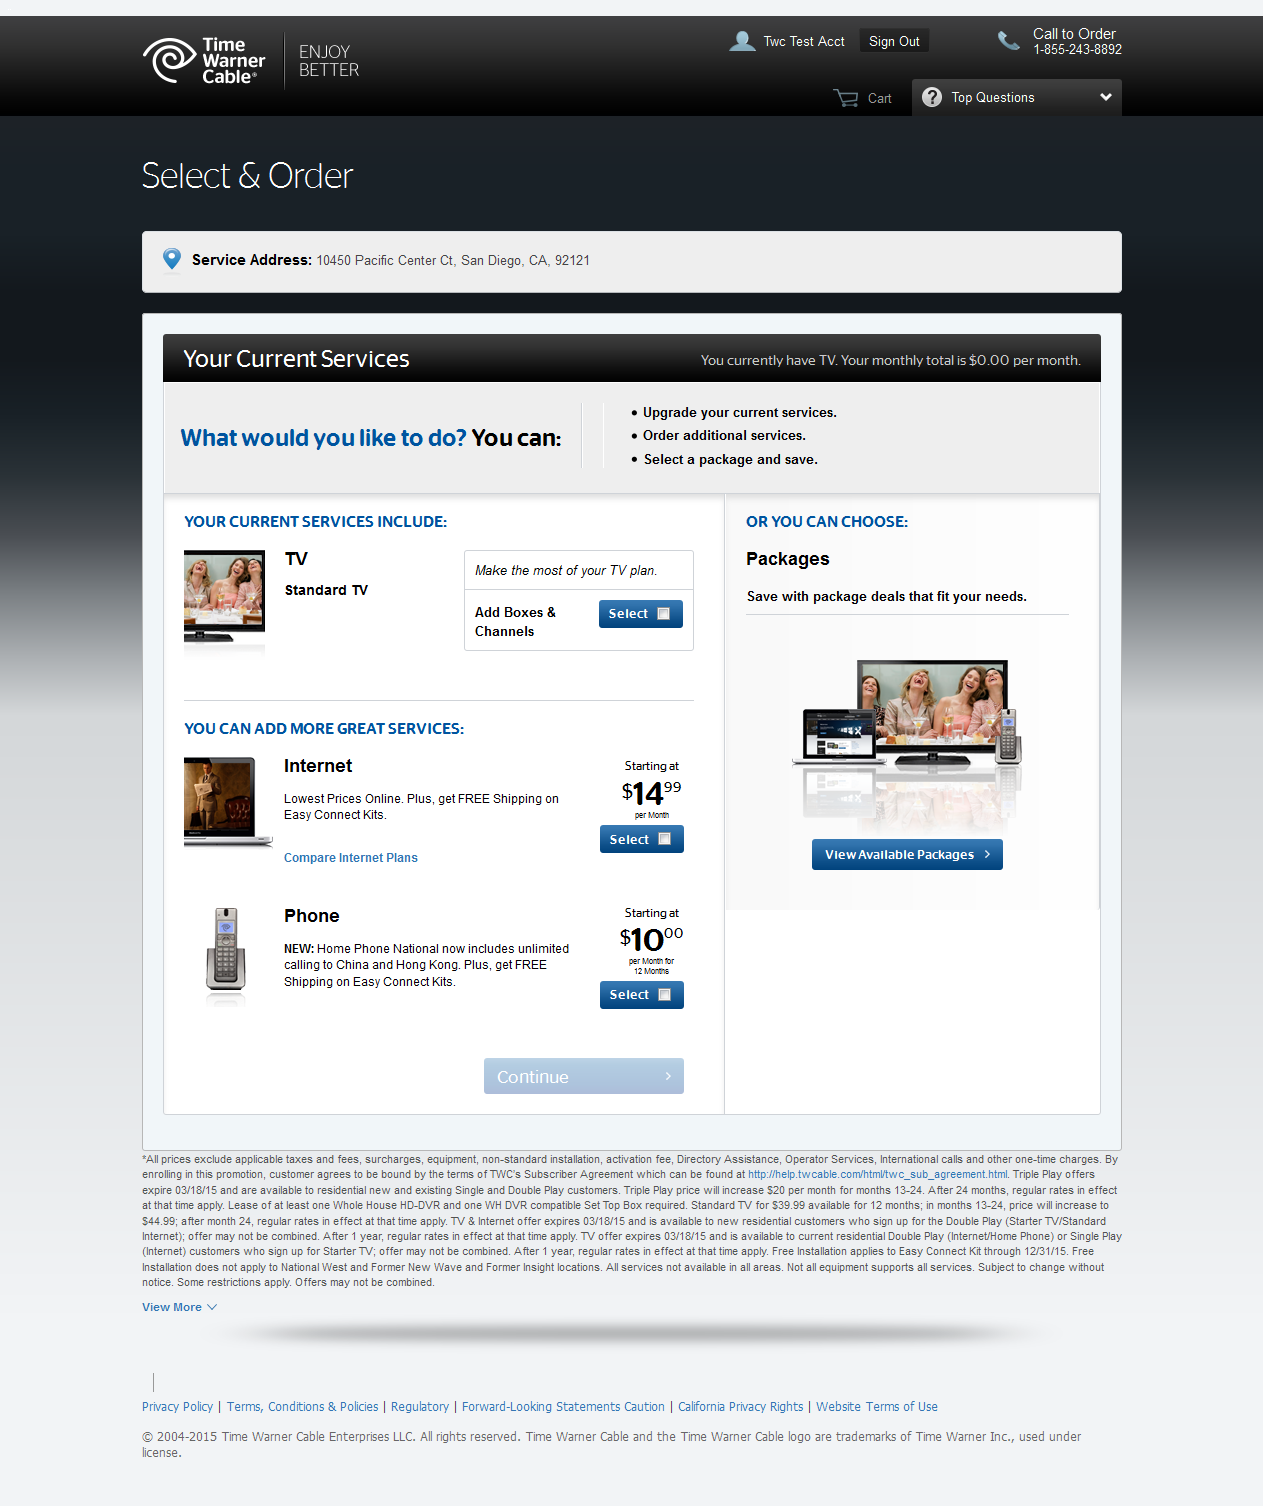 Time
Warner
Cable®
ENJOY
BETTER
Twc Test Acct
Sign Out
Call to Order
1-855-243-8892
Cart
? Top Questions
Select & Order
Service Address: 10450 Pacific Center Ct, San Diego, CA, 92121
Your Current Services
You currently have TV. Your monthly total is $0.00 per month.
What would you like to do? You can:
• Upgrade your current services.
• Order additional services.
• Select a package and save.
YOUR CURRENT SERVICES INCLUDE:
TV
Standard TV
Make the most of your TV plan.
Add Boxes &
Channels
Select
YOU CAN ADD MORE GREAT SERVICES:
Internet
Lowest Prices Online. Plus, get FREE Shipping on
Easy Connect Kits.
Compare Internet Plans
Starting at
$14 99
per Month
Select
Phone
NEW: Home Phone National now includes unlimited
calling to China and Hong Kong. Plus, get FREE
Shipping on Easy Connect Kits.
Starting at
$10 00
per Month for
12 Months
Select
Continue
OR YOU CAN CHOOSE:
Packages
Save with package deals that fit your needs.
View Available Packages
*All prices exclude applicable taxes and fees, surcharges, equipment, non-standard installation, activation fee, Directory Assistance, Operator Services, International calls and other one-time charges. By
enrolling in this promotion, customer agrees to be bound by the terms of TWC's Subscriber Agreement which can be found at http://help.twcable.com/html/twc_sub_agreement.html. Triple Play offers
expire 03/18/15 and are available to residential new and existing Single and Double Play customers. Triple Play price will increase $20 per month for months 13-24. After 24 months, regular rates in effect
at that time apply. Lease of at least one Whole House HD-DVR and one WH DVR compatible Set Top Box required. Standard TV for $39.99 available for 12 months; in months 13-24, price will increase to
$44.99; after month 24, regular rates in effect at that time apply. TV & Internet offer expires 03/18/15 and is available to new residential customers who sign up for the Double Play (Starter TV/Standard
Internet); offer may not be combined. After 1 year, regular rates in effect at that time apply. TV offer expires 03/18/15 and is available to current residential Double Play (Internet/Home Phone) or Single Play
(Internet) customers who sign up for Starter TV; offer may not be combined. After 1 year, regular rates in effect at that time apply. Free Installation applies to Easy Connect Kit through 12/31/15. Free
Installation does not apply to National West and Former New Wave and Former Insight locations. All services not available in all areas. Not all equipment supports all services. Subject to change without
notice. Some restrictions apply. Offers may not be combined.
View More
Privacy Policy | Terms, Conditions & Policies | Regulatory | Forward-Looking Statements Caution | California Privacy Rights | Website Terms of Use
© 2004-2015 Time Warner Cable Enterprises LLC. All rights reserved. Time Warner Cable and the Time Warner Cable logo are trademarks of Time Warner Inc., used under
license.